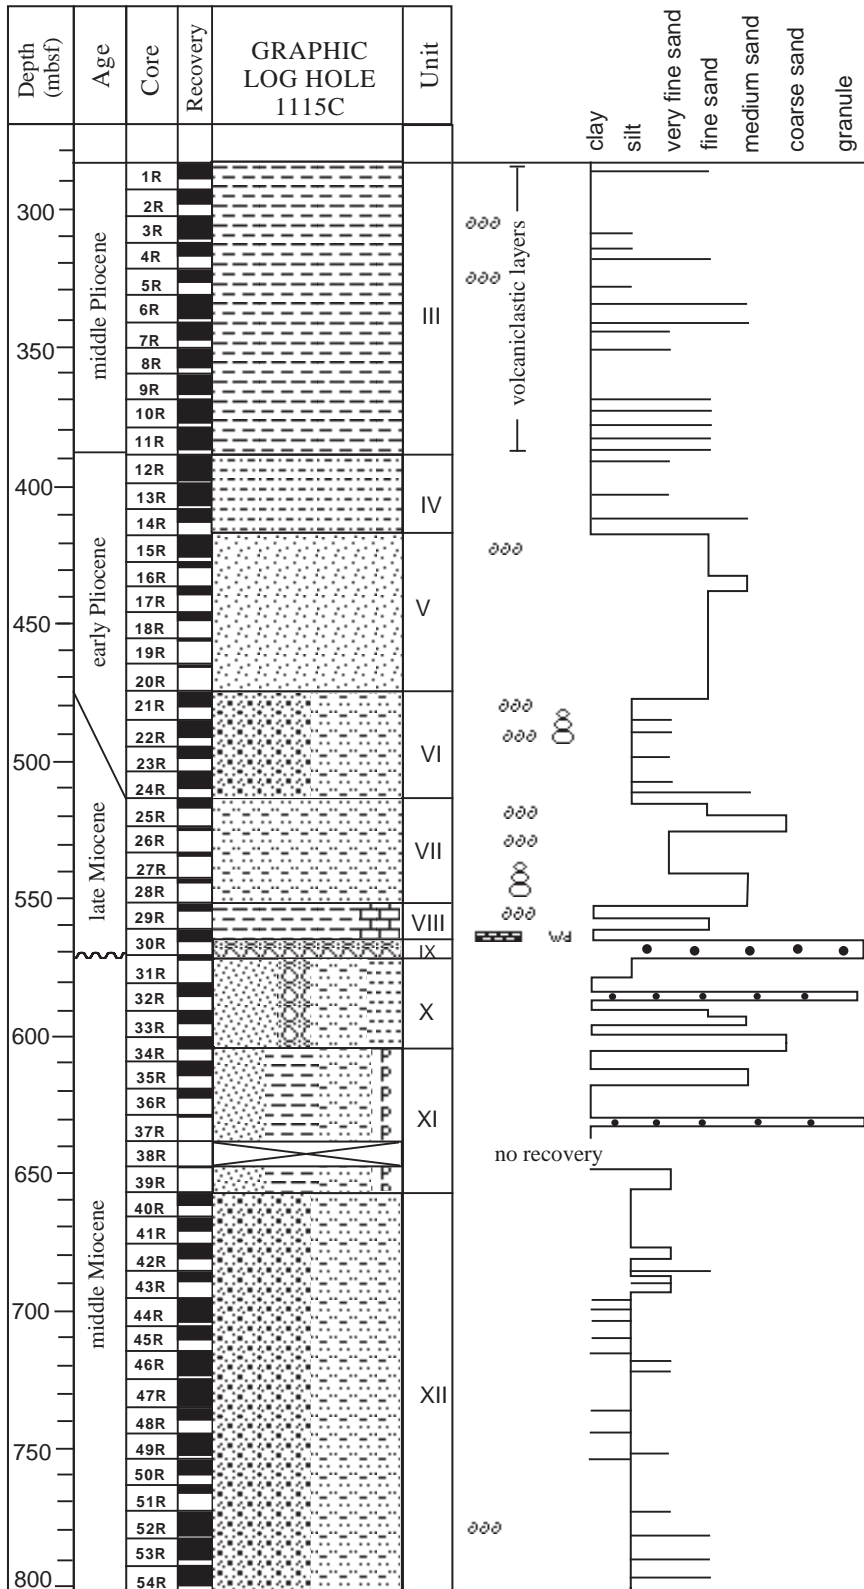 Depth
(mbsf)
Age
Core
Recovery
GRAPHIC
LOG HOLE
1115C
Unit
clay
silt
very fine sand
fine sand
medium sand
coarse sand
granule
300
350
400
450
500
550
600
650
700
750
800
middle Pliocene
early Pliocene
late Miocene
middle Miocene
1R
2R
3R
4R
5R
6R
7R
8R
9R
10R
11R
12R
13R
14R
15R
16R
17R
18R
19R
20R
21R
22R
23R
24R
25R
26R
27R
28R
29R
30R
31R
32R
33R
34R
35R
36R
37R
38R
39R
40R
41R
42R
43R
44R
45R
46R
47R
48R
49R
50R
51R
52R
53R
54R
P
P
P
P
P
P
III
IV
V
VI
VII
VIII
IX
X
XI
XII
volcaniclastic layers
no recovery